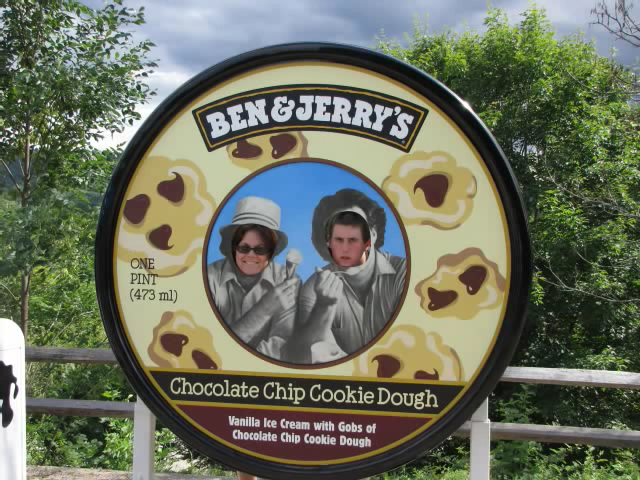 BEN & JERRY'S
ONE
PINT
(473 ml)
Chocolate Chip Cookie Dough
Vanilla Ice Cream with Gobs of
Chocolate Chip Cookie Dough